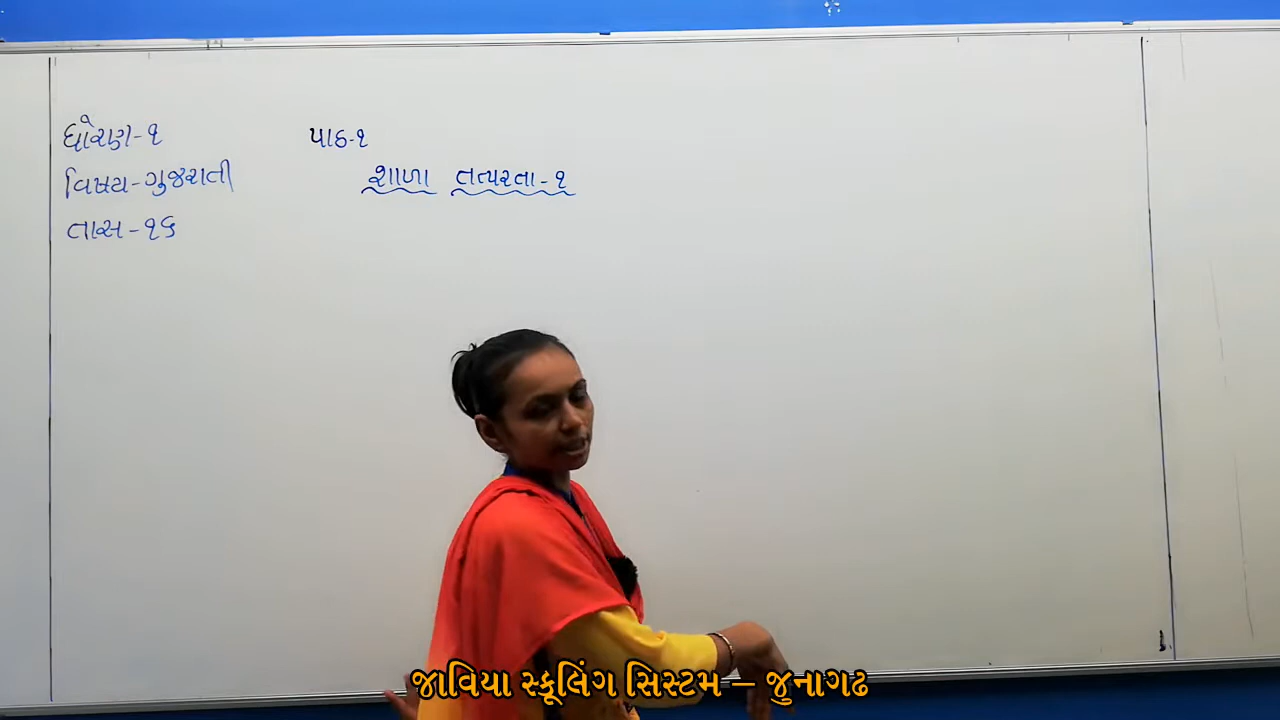 ધોરણ-૧
પાઠ-૧
વિષય-ગુજરાતી
શાળા તત્પરતા-૧
તાસ-૧૬
જાવિયા સ્કૂલિંગ સિસ્ટમ – જુનાગઢ